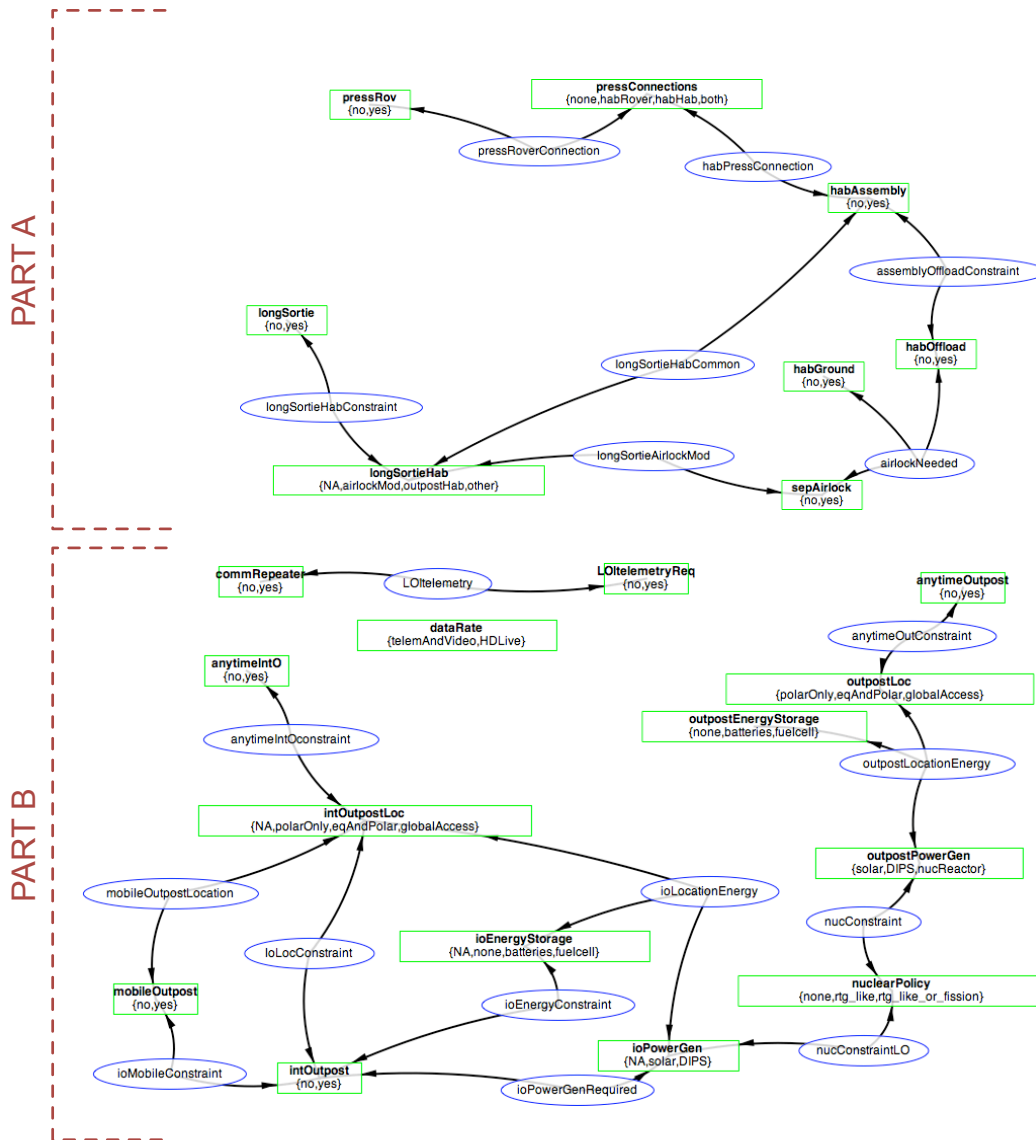 PART A
pressRov
{no,yes}
pressConnections
{none,habRover,habHab,both}
pressRoverConnection
habPressConnection
habAssembly
{no,yes}
assemblyOffloadConstraint
longSortie
{no,yes}
habOffload
{no,yes}
longSortieHabCommon
habGround
{no,yes}
longSortieHabConstraint
longSortieAirlockMod
airlockNeeded
longSortieHab
{NA,airlockMod,outpostHab,other}
sepAirlock
{no,yes}
PART B
commRepeater
{no,yes}
LOItelemetry
LOItelemetryReq
{no,yes}
anytimeOutpost
{no,yes}
dataRate
{telemAndVideo,HDLive}
anytimeOutConstraint
anytimeIntO
{no,yes}
outpostLoc
{polarOnly,eqAndPolar,globalAccess}
outpostEnergyStorage
{none,batteries,fuelcell}
anytimeIntOconstraint
outpostLocationEnergy
intOutpostLoc
{NA,polarOnly,eqAndPolar,globalAccess}
outpostPowerGen
{solar,DIPS,nucReactor}
mobileOutpostLocation
ioLocationEnergy
nucConstraint
ioEnergyStorage
{NA,none,batteries,fuelcell}
IoLocConstraint
mobileOutpost
{no,yes}
nuclearPolicy
{none,rtg_like,rtg_like_or_fission}
ioEnergyConstraint
ioPowerGen
{NA,solar,DIPS}
nucConstraintLO
ioMobileConstraint
intOutpost
{no,yes}
ioPowerGenRequired